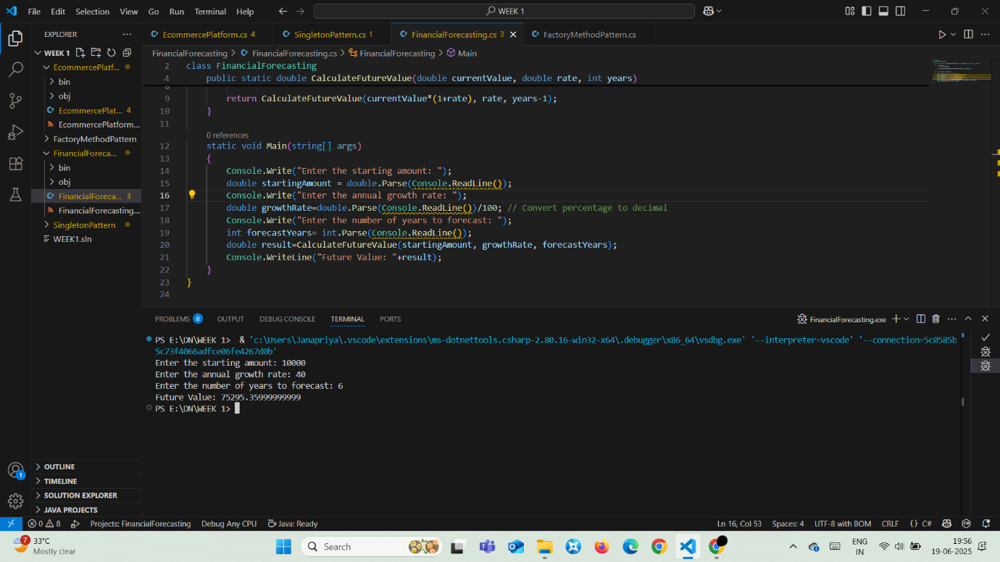 File Edit Selection View Go Run Terminal Help
WEEK 1
EXPLORER
WEEK 1
EcommercePlatf...
bin
obj
EcommercePlat... 4
EcommercePlatform...
FactoryMethodPattern
FinancialForeca...
bin
obj
FinancialForeca... 3
FinancialForecasting...
SingletonPattern
WEEK1.sln
OUTLINE
TIMELINE
SOLUTION EXPLORER
JAVA PROJECTS
EcommercePlatform.cs 4
SingletonPattern.cs 1
FinancialForecasting.cs 3
FactoryMethodPattern.cs
FinancialForecasting > FinancialForecasting.cs > FinancialForecasting > Main
2 class FinancialForecasting
4 public static double CalculateFutureValue(double currentValue, double rate, int years)
8
9 return CalculateFutureValue(currentValue*(1+rate), rate, years-1);
10 }
11
0 references
12 static void Main(string[] args)
13 {
14 Console.Write("Enter the starting amount: ");
15 double startingAmount = double.Parse(Console.ReadLine());
16 Console.Write("Enter the annual growth rate: ");
17 double growthRate=double.Parse(Console.ReadLine())/100; // Convert percentage to decimal
18 Console.Write("Enter the number of years to forecast: ");
19 int forecastYears= int.Parse(Console.ReadLine());
20 double result=CalculateFutureValue(startingAmount, growthRate, forecastYears);
21 Console.WriteLine("Future Value: "+result);
22 }
23 }
24
PROBLEMS 8 OUTPUT DEBUG CONSOLE TERMINAL PORTS
FinancialForecasting.exe
PS E:\DN\WEEK 1> & 'c:\Users\Janapriya\.vscode\extensions\ms-dotnettools.csharp-2.80.16-win32-x64\.debugger\x86_64\vsdbg.exe' '--interpreter=vscode' '--connection=5c0585b
5c73f4066adfce06fe4267d0b'
Enter the starting amount: 10000
Enter the annual growth rate: 40
Enter the number of years to forecast: 6
Future Value: 75295.35999999999
PS E:\DN\WEEK 1>
1
0 8 Projects: FinancialForecasting Debug Any CPU Java: Ready
Ln 16, Col 53 Spaces: 4 UTF-8 with BOM CRLF {} C#
7
33°C
Mostly clear
Search
ENG
IN
19:56
19-06-2025